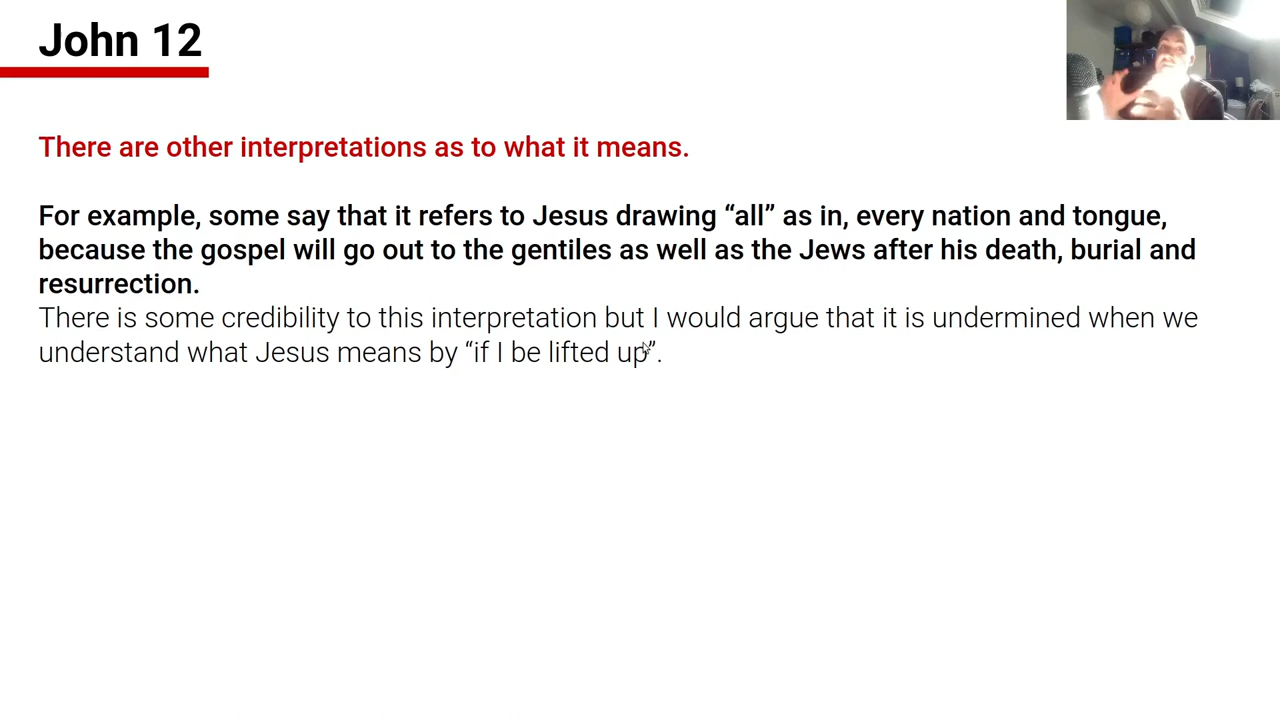 John 12
There are other interpretations as to what it means.
For example, some say that it refers to Jesus drawing “all” as in, every nation and tongue,
because the gospel will go out to the gentiles as well as the Jews after his death, burial and
resurrection.
There is some credibility to this interpretation but I would argue that it is undermined when we
understand what Jesus means by “if I be lifted up”.